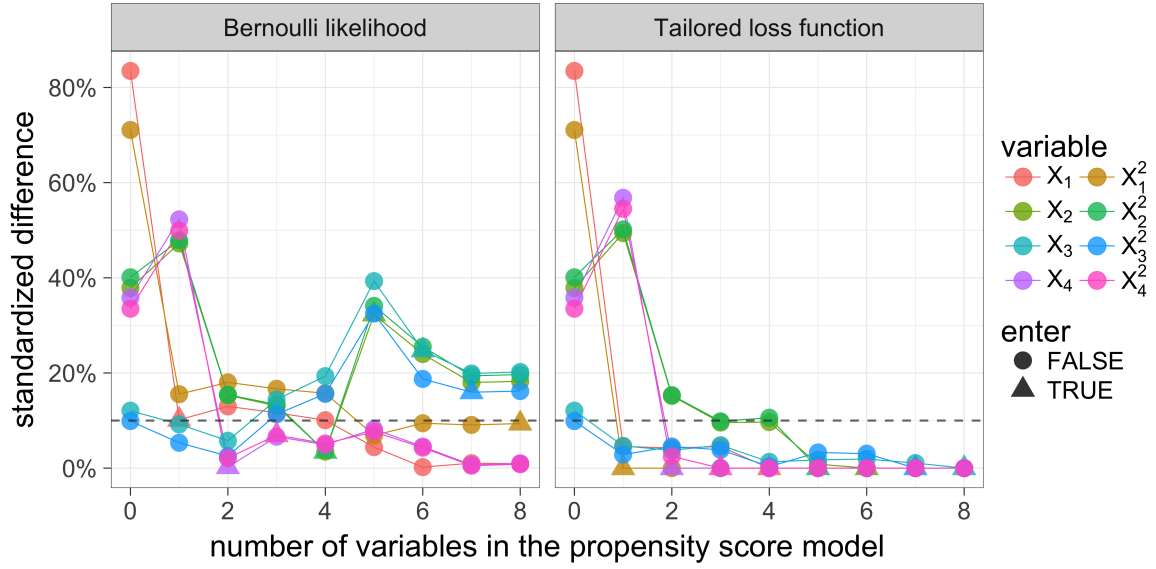 Bernoulli likelihood
Tailored loss function
standardized difference
80%
60%
40%
20%
0%
0 2 4 6 8
0 2 4 6 8
number of variables in the propensity score model
variable
X₁ X₁²
X₂ X₂²
X₃ X₃²
X₄ X₄²
enter
FALSE
TRUE